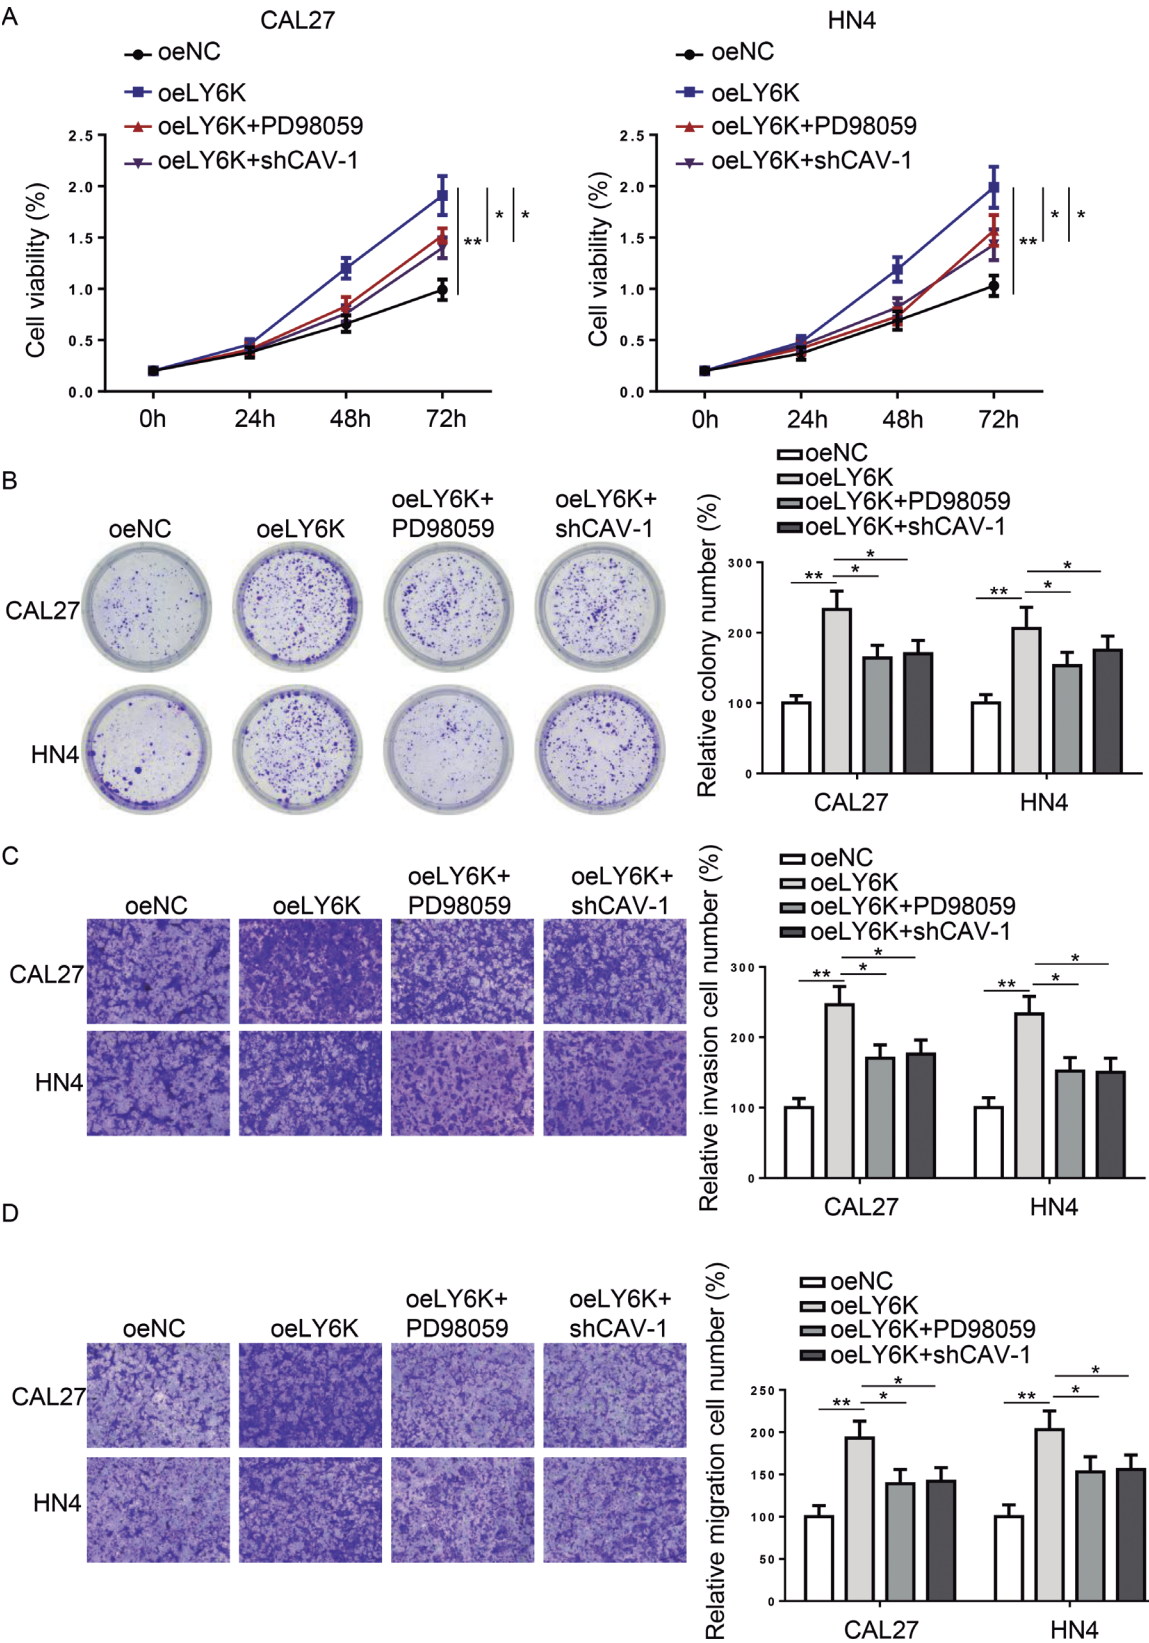 A
CAL27
HN4
oeNC
oeLY6K
oeLY6K+PD98059
oeLY6K+shCAV-1
oeNC
oeLY6K
oeLY6K+PD98059
oeLY6K+shCAV-1
Cell viability (%)
2.5
2.0
1.5
1.0
0.5
0.0
0h 24h 48h 72h
** * *
Cell viability (%)
2.5
2.0
1.5
1.0
0.5
0.0
0h 24h 48h 72h
** * *
B
oeNC oeLY6K oeLY6K+ oeLY6K+
PD98059 shCAV-1
CAL27
HN4
oeNC
oeLY6K
oeLY6K+PD98059
oeLY6K+shCAV-1
Relative colony number (%)
300
200
100
0
** * *
** * *
CAL27 HN4
C
oeNC oeLY6K oeLY6K+ oeLY6K+
PD98059 shCAV-1
CAL27
HN4
oeNC
oeLY6K
oeLY6K+PD98059
oeLY6K+shCAV-1
Relative invasion cell number (%)
300
200
100
0
** * *
** * *
CAL27 HN4
D
oeNC oeLY6K oeLY6K+ oeLY6K+
PD98059 shCAV-1
CAL27
HN4
oeNC
oeLY6K
oeLY6K+PD98059
oeLY6K+shCAV-1
Relative migration cell number (%)
250
200
150
100
50
0
** * *
** * *
CAL27 HN4